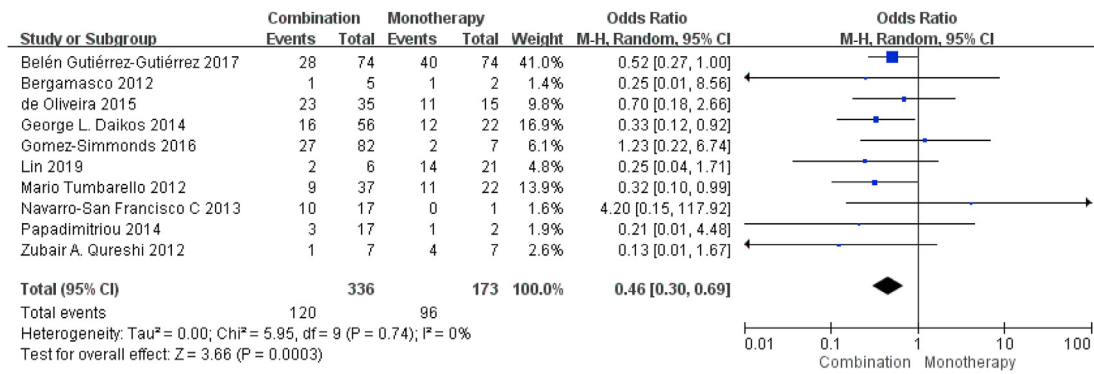 Combination Monotherapy Odds Ratio Odds Ratio
Study or Subgroup Events Total Events Total Weight M-H, Random, 95% CI M-H, Random, 95% CI
Belén Gutiérrez-Gutiérrez 2017 28 74 40 74 41.0% 0.52 [0.27, 1.00]
Bergamasco 2012 1 5 1 2 1.4% 0.25 [0.01, 8.56]
de Oliveira 2015 23 35 11 15 9.8% 0.70 [0.18, 2.66]
George L. Daikos 2014 16 56 12 22 16.9% 0.33 [0.12, 0.92]
Gomez-Simmonds 2016 27 82 2 7 6.1% 1.23 [0.22, 6.74]
Lin 2019 2 6 14 21 4.8% 0.25 [0.04, 1.71]
Mario Tumbarello 2012 9 37 11 22 13.9% 0.32 [0.10, 0.99]
Navarro-San Francisco C 2013 10 17 0 1 1.6% 4.20 [0.15, 117.92]
Papadimitriou 2014 3 17 1 2 1.9% 0.21 [0.01, 4.48]
Zubair A. Qureshi 2012 1 7 4 7 2.6% 0.13 [0.01, 1.67]
Total (95% CI) 336 173 100.0% 0.46 [0.30, 0.69]
Total events 120 96
Heterogeneity: Tau² = 0.00; Chi² = 5.95, df = 9 (P = 0.74); I² = 0%
Test for overall effect: Z = 3.66 (P = 0.0003)
0.01 0.1 1 10 100
Combination Monotherapy